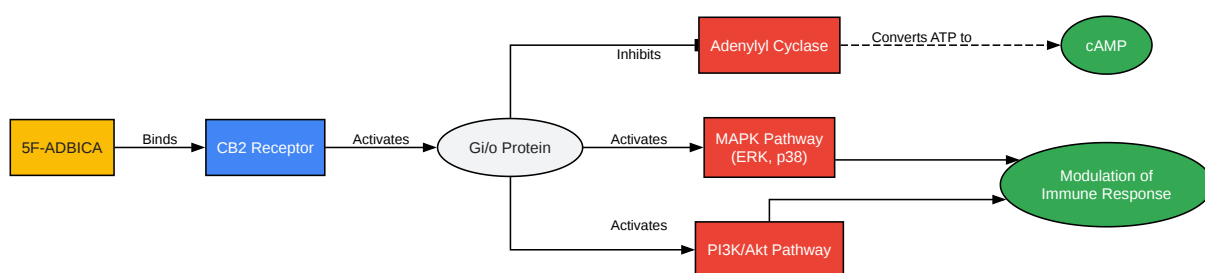 Adenylyl Cyclase
Converts ATP to
cAMP
Inhibits
5F-ADBICA
Binds
CB2 Receptor
Activates
Gi/o Protein
Activates
MAPK Pathway
(ERK, p38)
Modulation of
Immune Response
Activates
PI3K/Akt Pathway